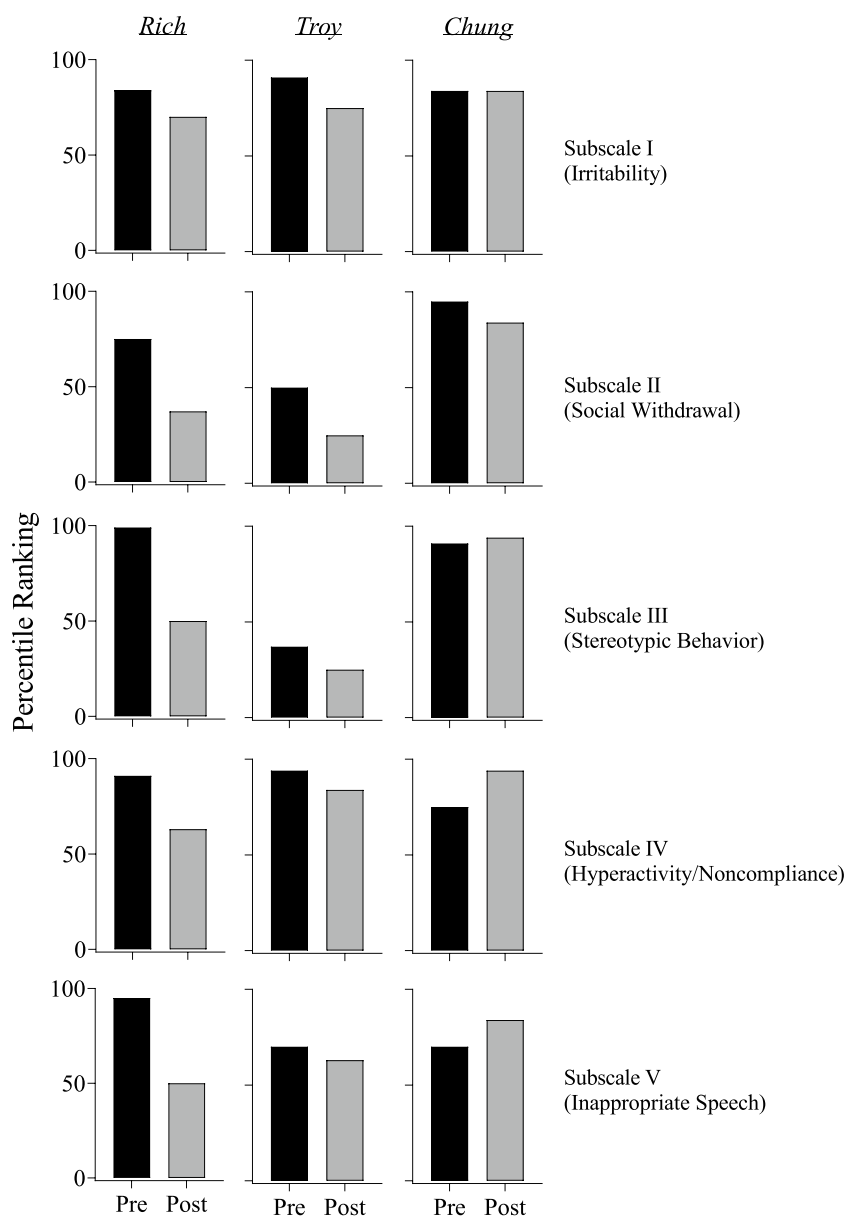 Rich Troy Chung
100
50
0
Subscale I
(Irritability)
100
50
0
Subscale II
(Social Withdrawal)
Percentile Ranking
100
50
0
Subscale III
(Stereotypic Behavior)
100
50
0
Subscale IV
(Hyperactivity/Noncompliance)
100
50
0
Subscale V
(Inappropriate Speech)
Pre Post Pre Post Pre Post